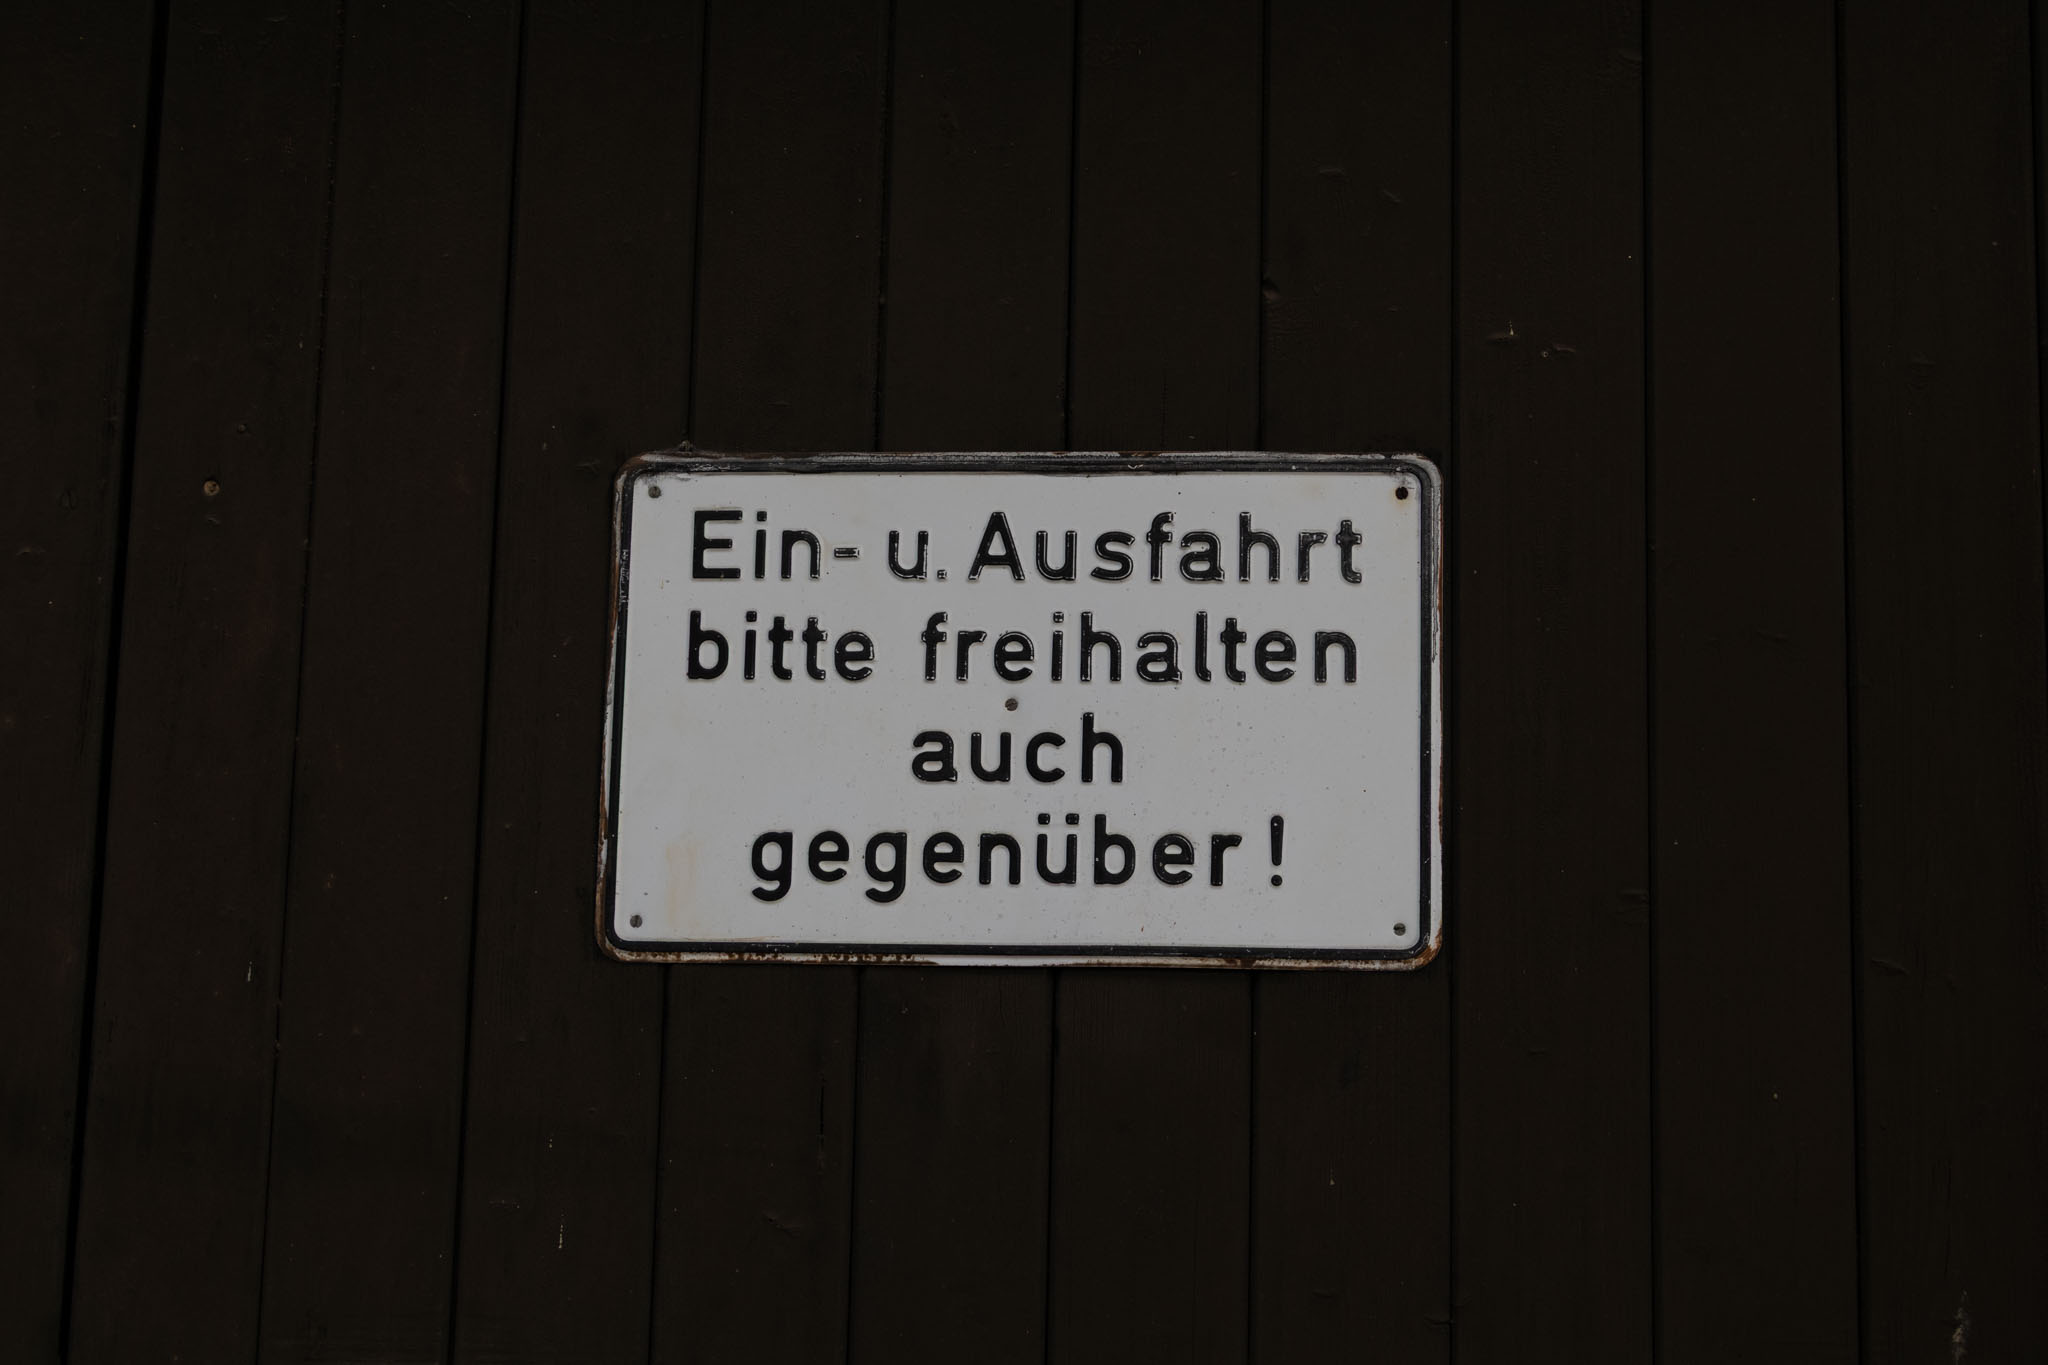 Ein- u. Ausfahrt
bitte freihalten
auch
gegenüber!